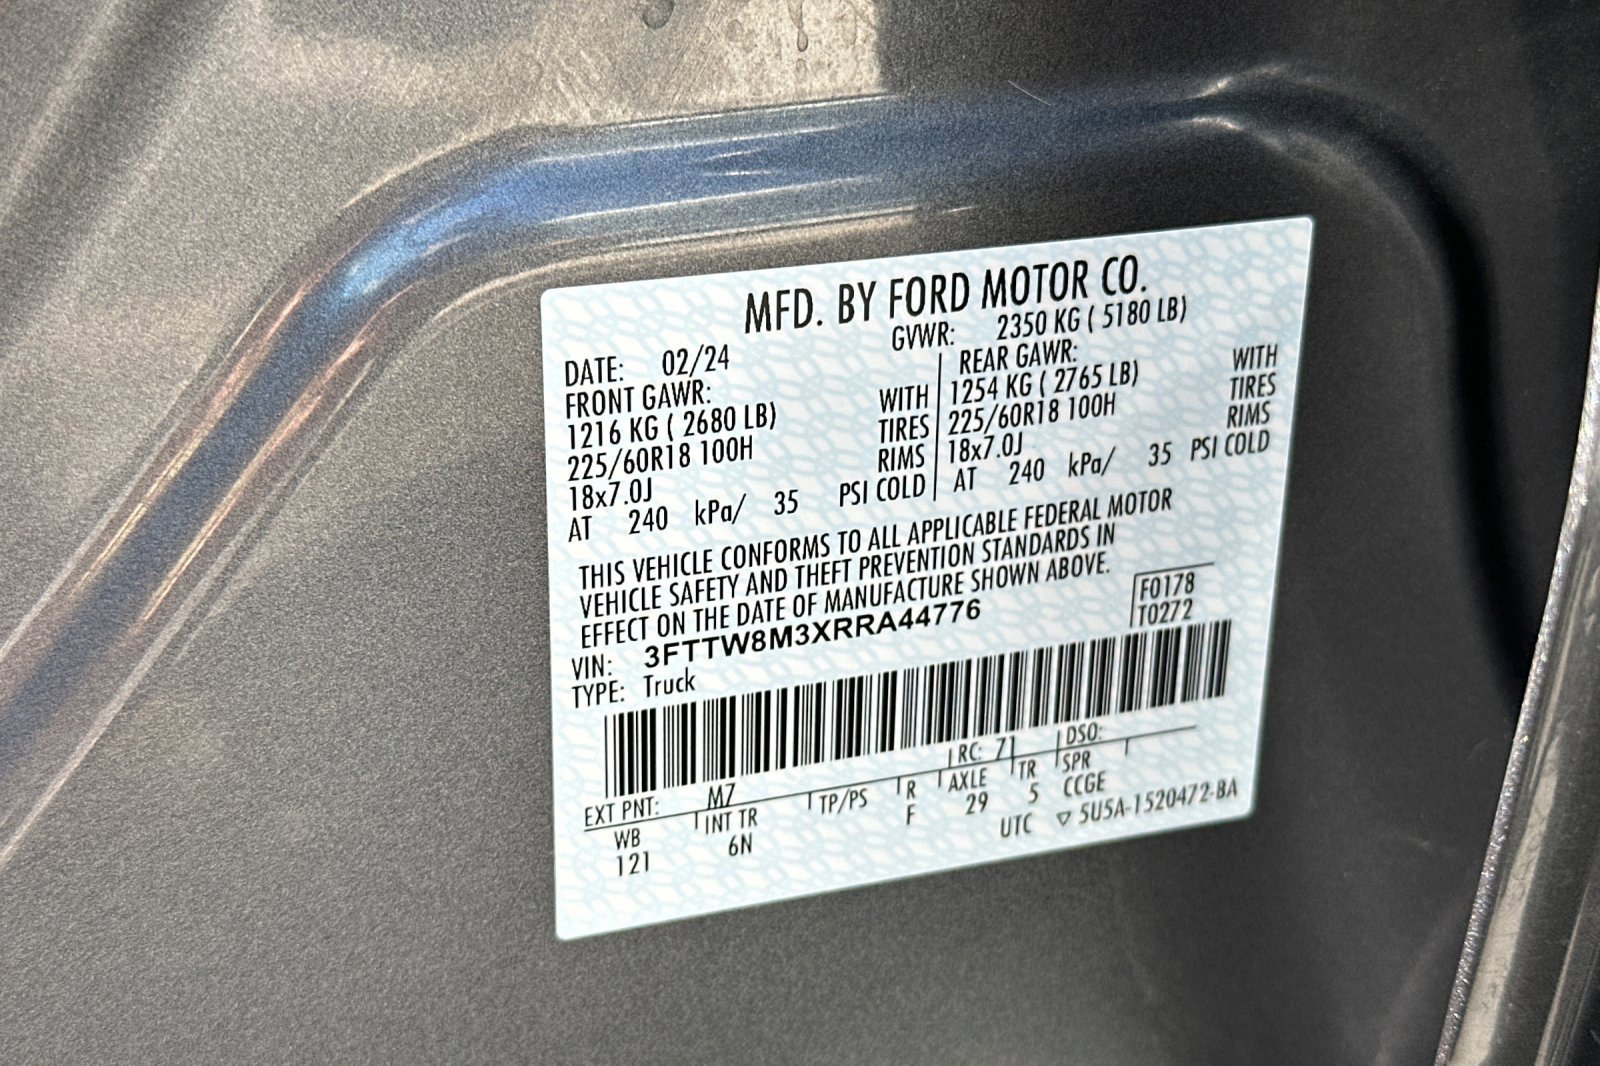 MFD. BY FORD MOTOR CO.
DATE: 02/24 GVWR: 2350 KG ( 5180 LB)
FRONT GAWR: REAR GAWR:
1216 KG ( 2680 LB) WITH 1254 KG ( 2765 LB) WITH
225/60R18 100H TIRES 225/60R18 100H TIRES
18x7.0J RIMS 18x7.0J RIMS
AT 240 kPa/ 35 PSI COLD AT 240 kPa/ 35 PSI COLD
THIS VEHICLE CONFORMS TO ALL APPLICABLE FEDERAL MOTOR
VEHICLE SAFETY AND THEFT PREVENTION STANDARDS IN
EFFECT ON THE DATE OF MANUFACTURE SHOWN ABOVE.
VIN: 3FTTW8M3XRRA44776 F0178
TYPE: Truck T0272
EXT PNT: M7 RC: 71 DSO:
WB INT TR TP/PS R AXLE TR SPR
121 6N F 29 5 CCGE
UTC ▽ 5U5A-1520472-BA